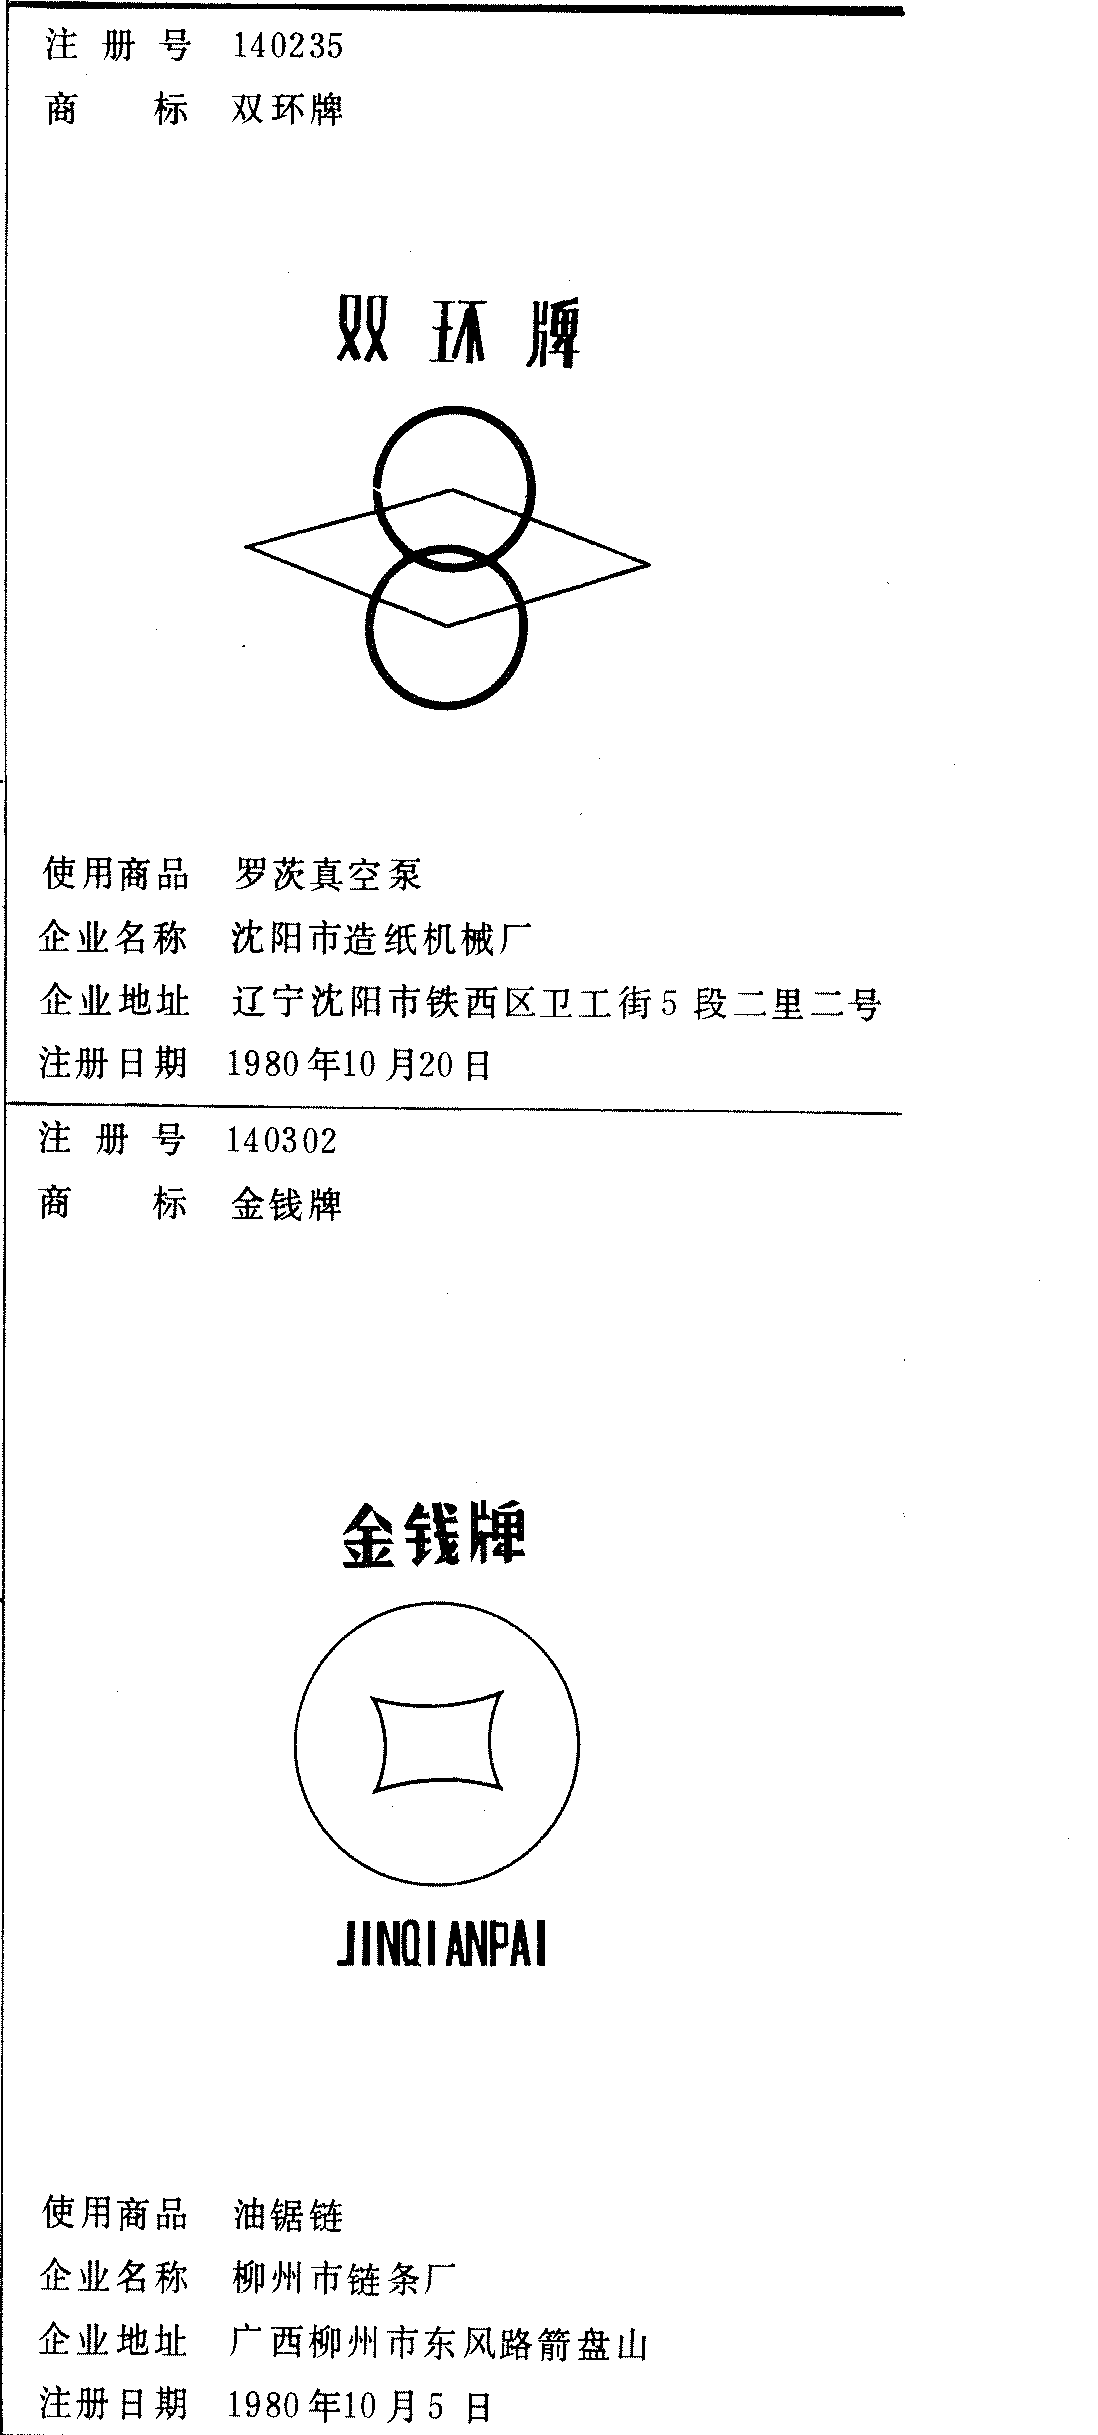 注册号 140235
商标 双环牌
双环牌
使用商品 罗茨真空泵
企业名称 沈阳市造纸机械厂
企业地址 辽宁沈阳市铁西区卫工街5段二里二号
注册日期 1980年10月20日
注册号 140302
商标 金钱牌
金钱牌
JINQIANPAI
使用商品 油锯链
企业名称 柳州市链条厂
企业地址 广西柳州市东风路箭盘山
注册日期 1980年10月5日